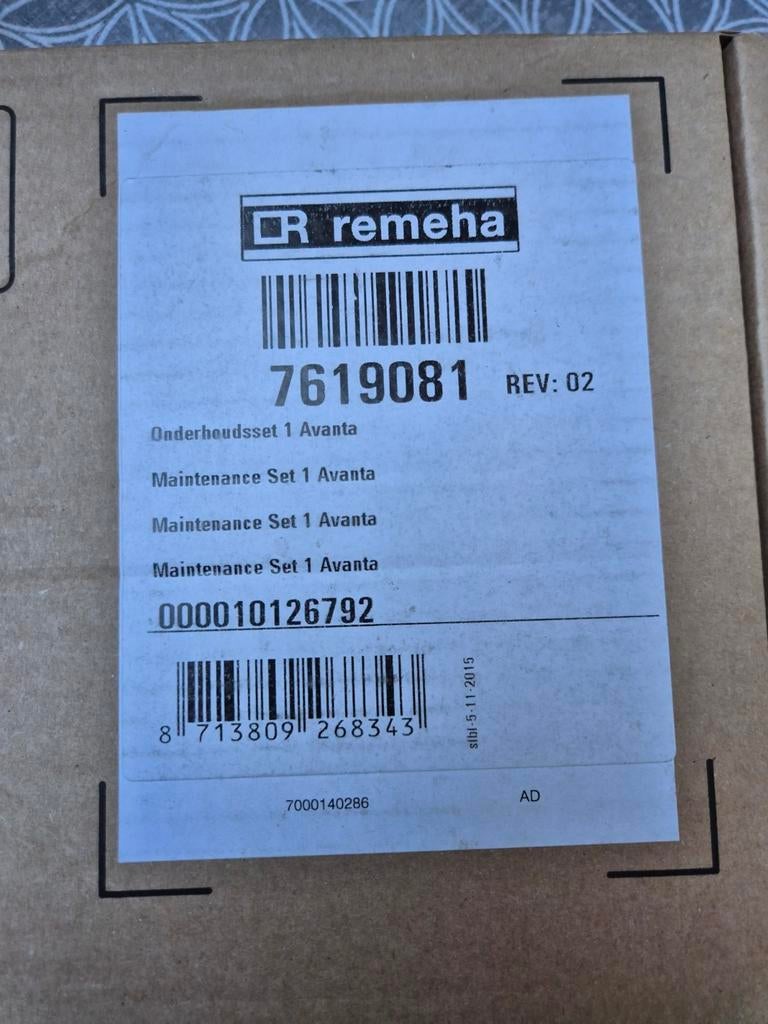 remeha
7619081 REV: 02
Onderhoudsset 1 Avanta
Maintenance Set 1 Avanta
Maintenance Set 1 Avanta
Maintenance Set 1 Avanta
000010126792
8 713809 268343
slbl-5-11-2015
7000140286 AD